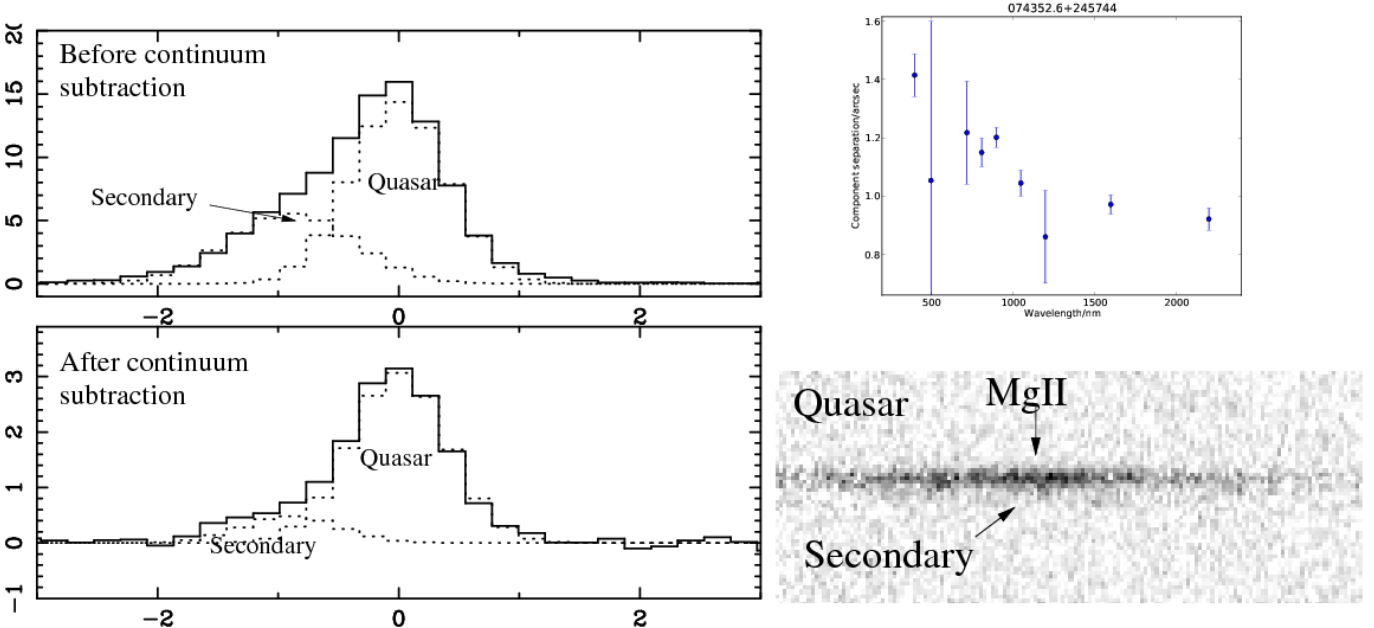 Before continuum
subtraction
Secondary
Quasar
20
15
10
5
0
-2
0
2
After continuum
subtraction
Quasar
Secondary
3
2
1
0
-1
-2
0
2
074352.6+245744
Component separation/arcsec
1.6
1.4
1.2
1.0
0.8
500
1000
1500
2000
Wavelength/nm
Quasar
MgII
Secondary